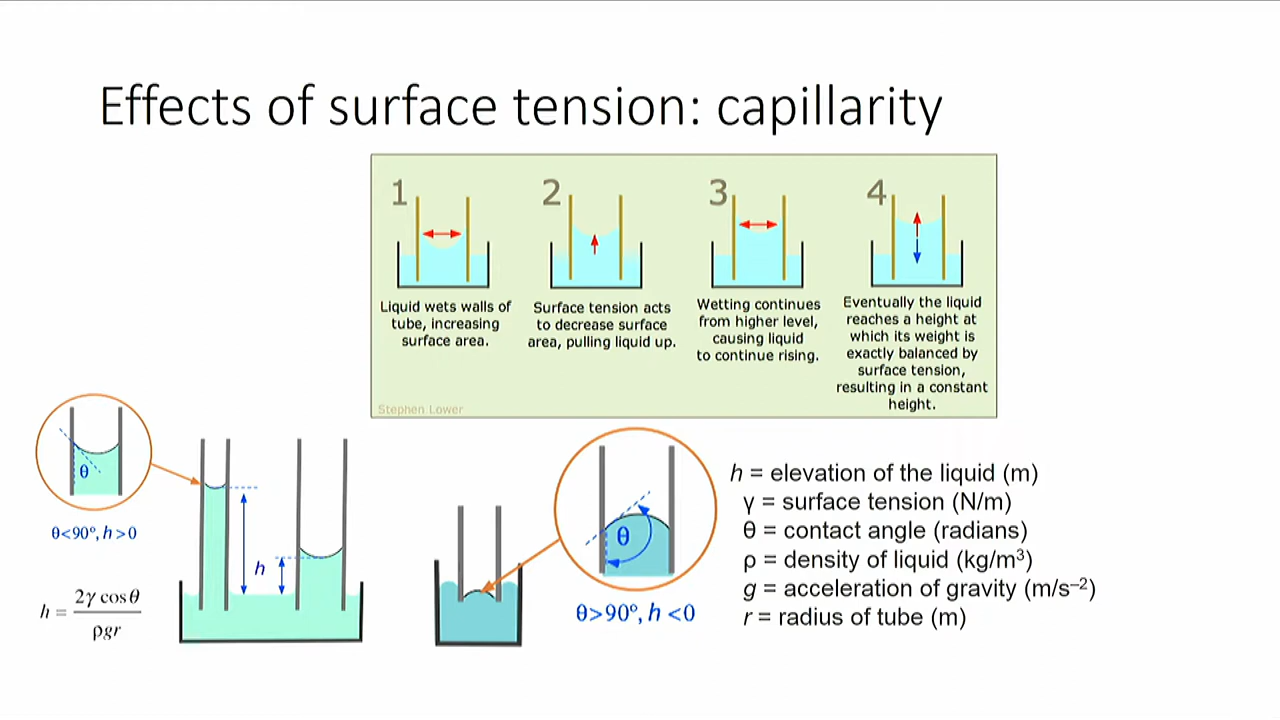 Effects of surface tension: capillarity
1
2
3
4
Liquid wets walls of
tube, increasing
surface area.
Surface tension acts
to decrease surface
area, pulling liquid up.
Wetting continues
from higher level,
causing liquid
to continue rising.
Eventually the liquid
reaches a height at
which its weight is
exactly balanced by
surface tension,
resulting in a constant
height.
Stephen Lower
θ
θ<90°, h>0
h = 2γ cosθ / ρgr
h
θ
θ>90°, h <0
h = elevation of the liquid (m)
γ = surface tension (N/m)
θ = contact angle (radians)
ρ = density of liquid (kg/m³)
g = acceleration of gravity (m/s⁻²)
r = radius of tube (m)